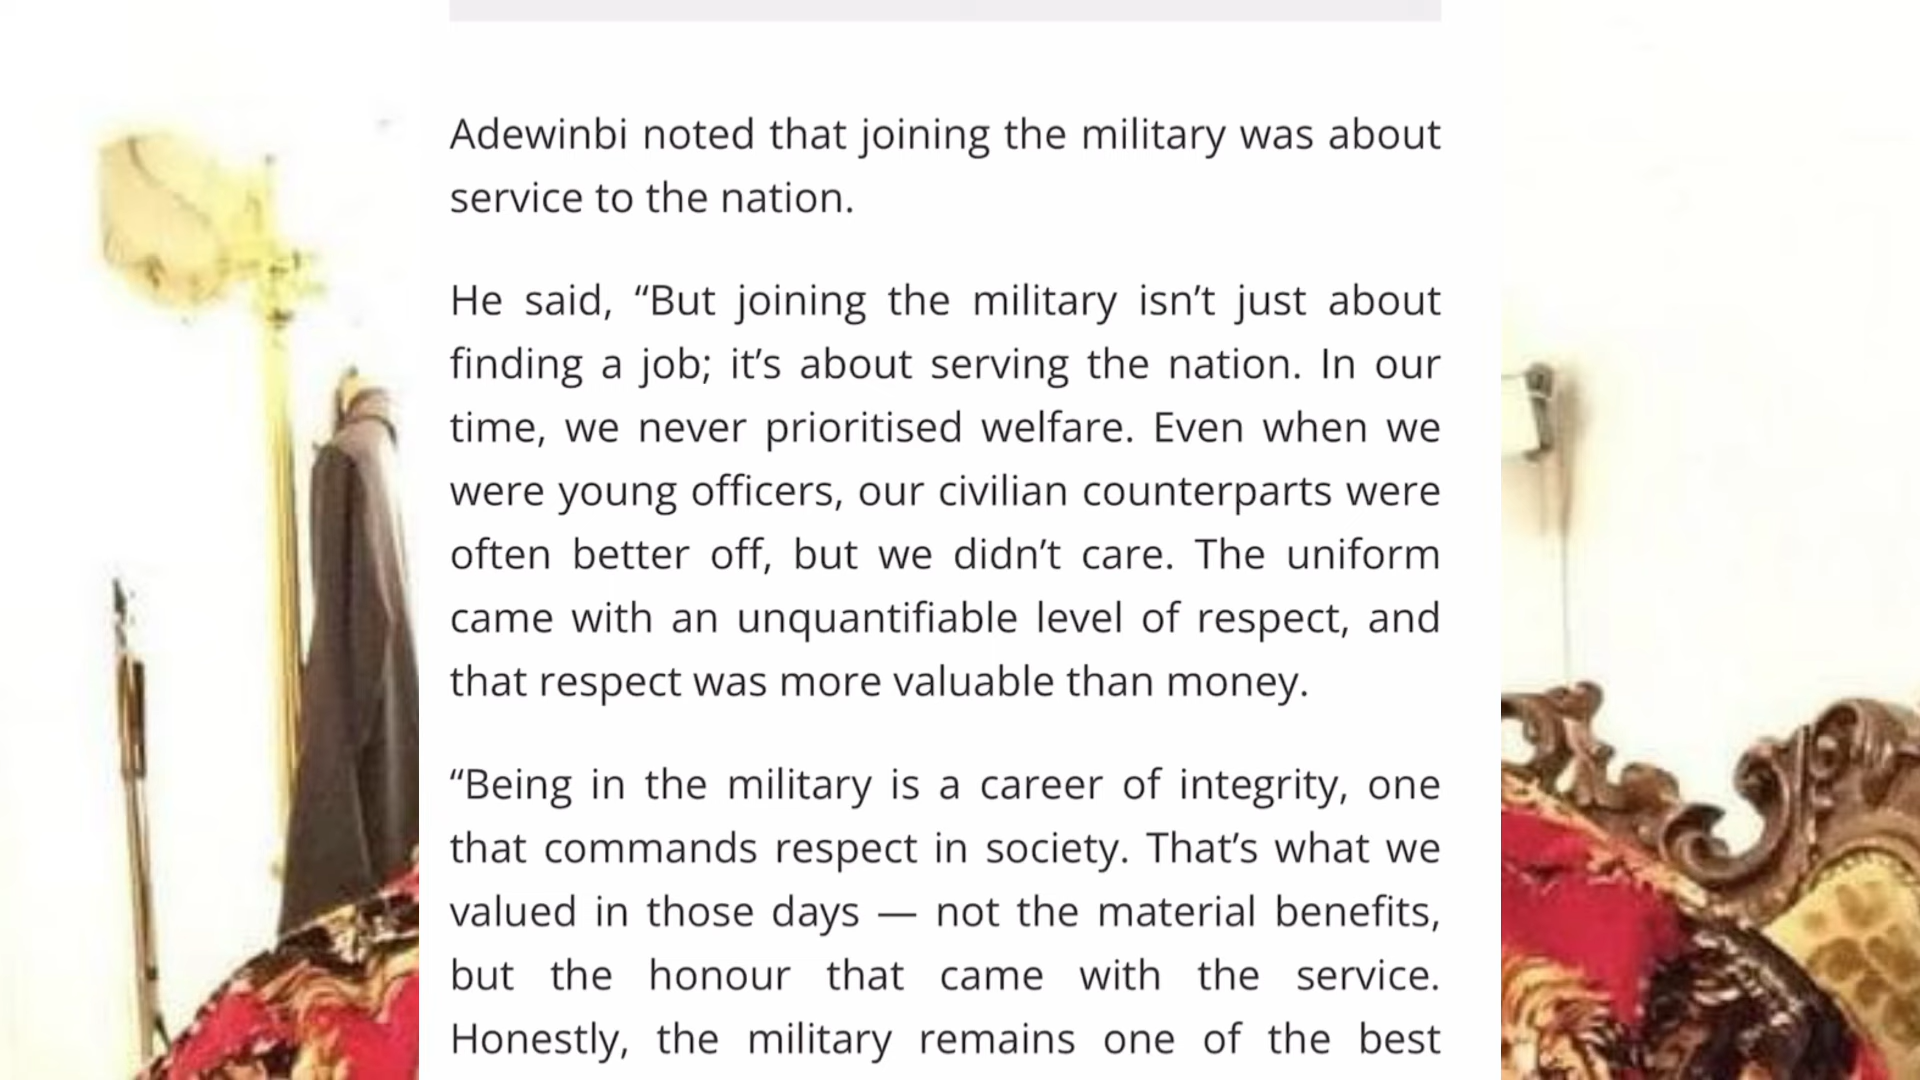 Adewinbi noted that joining the military was about
service to the nation.
He said, “But joining the military isn’t just about
finding a job; it’s about serving the nation. In our
time, we never prioritised welfare. Even when we
were young officers, our civilian counterparts were
often better off, but we didn’t care. The uniform
came with an unquantifiable level of respect, and
that respect was more valuable than money.
“Being in the military is a career of integrity, one
that commands respect in society. That’s what we
valued in those days — not the material benefits,
but the honour that came with the service.
Honestly, the military remains one of the best